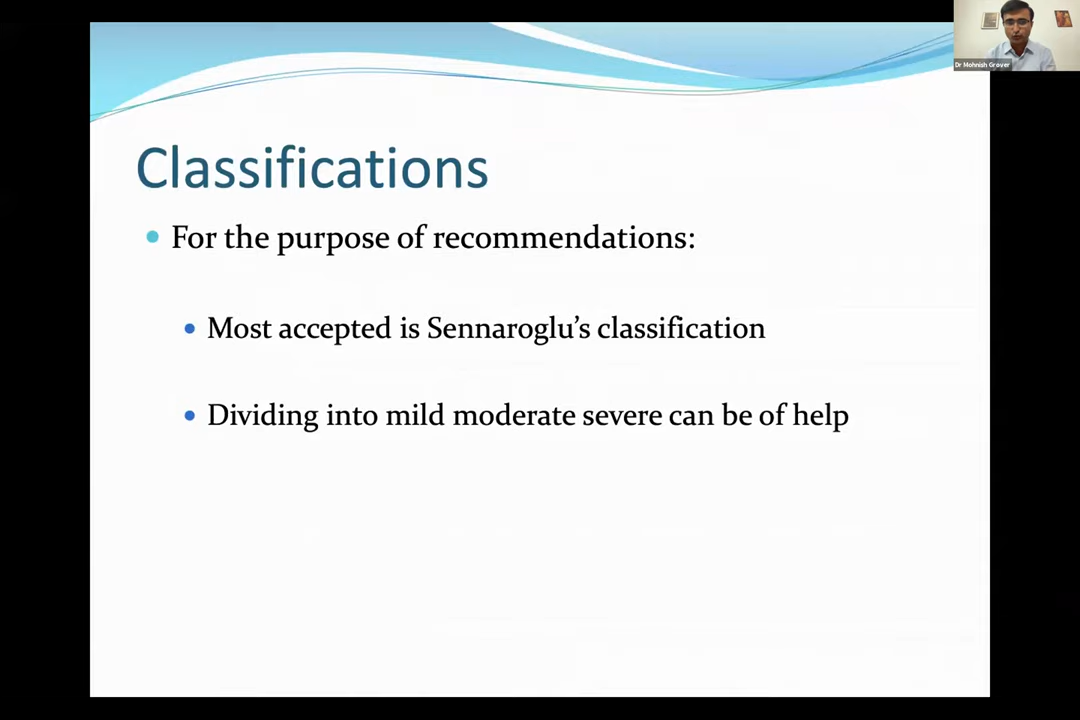 Dr Mohnish Grover
Classifications
For the purpose of recommendations:
Most accepted is Sennaroglu’s classification
Dividing into mild moderate severe can be of help